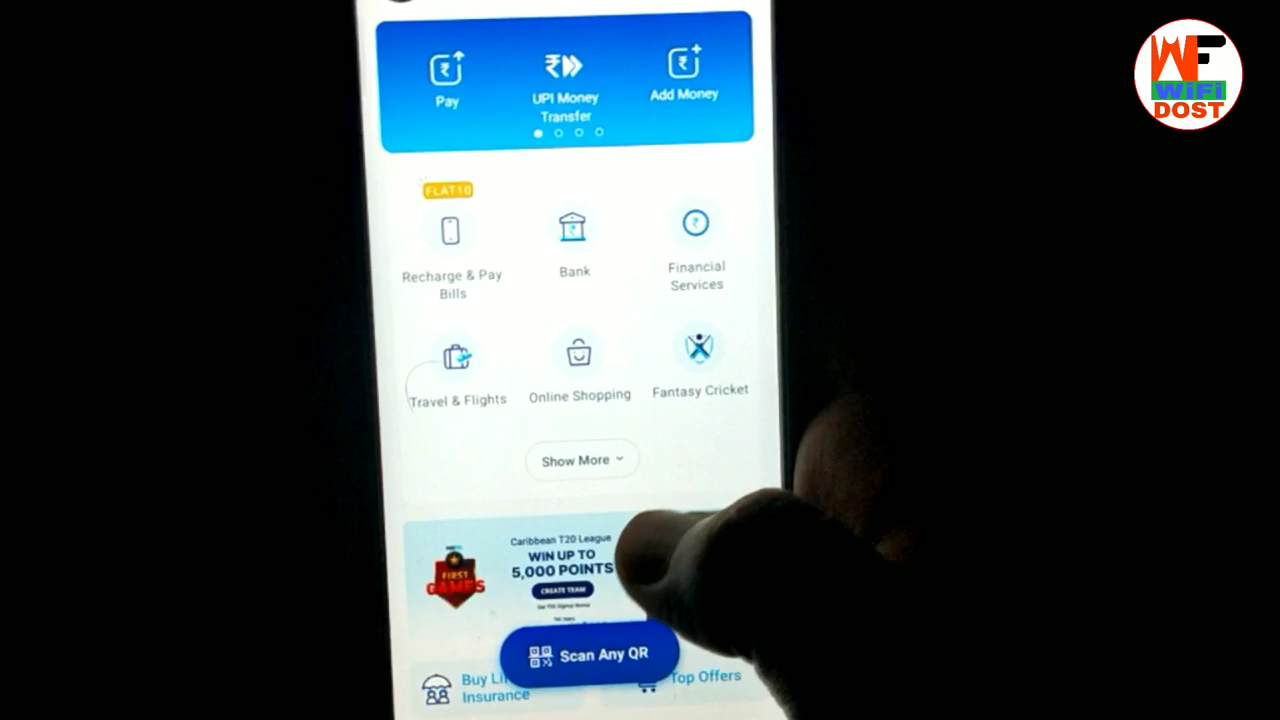 WF
WiFi
DOST
Pay
UPI Money
Transfer
Add Money
FLAT10
Recharge & Pay
Bills
Bank
Financial
Services
Travel & Flights
Online Shopping
Fantasy Cricket
Show More
Caribbean T20 League
WIN UP TO
5,000 POINTS
CREATE TEAM
FIRST
GAMES
Scan Any QR
Buy
Insurance
Top Offers